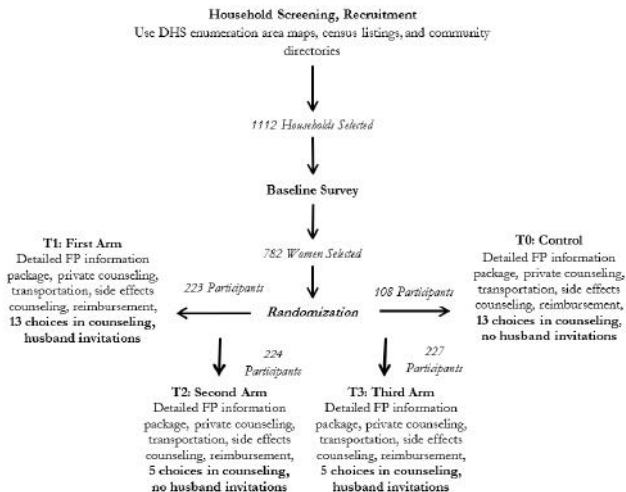 Household Screening, Recruitment
Use DHS enumeration area maps, census listings, and community
directories
1112 Households Selected
Baseline Survey
782 Women Selected
Randomization
223 Participants
T1: First Arm
Detailed FP information
package, private counseling,
transportation, side effects
counseling, reimbursement,
13 choices in counseling,
husband invitations
108 Participants
T0: Control
Detailed FP information
package, private counseling,
transportation, side effects
counseling, reimbursement,
13 choices in counseling,
no husband invitations
224
Participants
T2: Second Arm
Detailed FP information
package, private counseling,
transportation, side effects
counseling, reimbursement,
5 choices in counseling,
no husband invitations
227
Participants
T3: Third Arm
Detailed FP information
package, private counseling,
transportation, side effects
counseling, reimbursement,
5 choices in counseling,
husband invitations